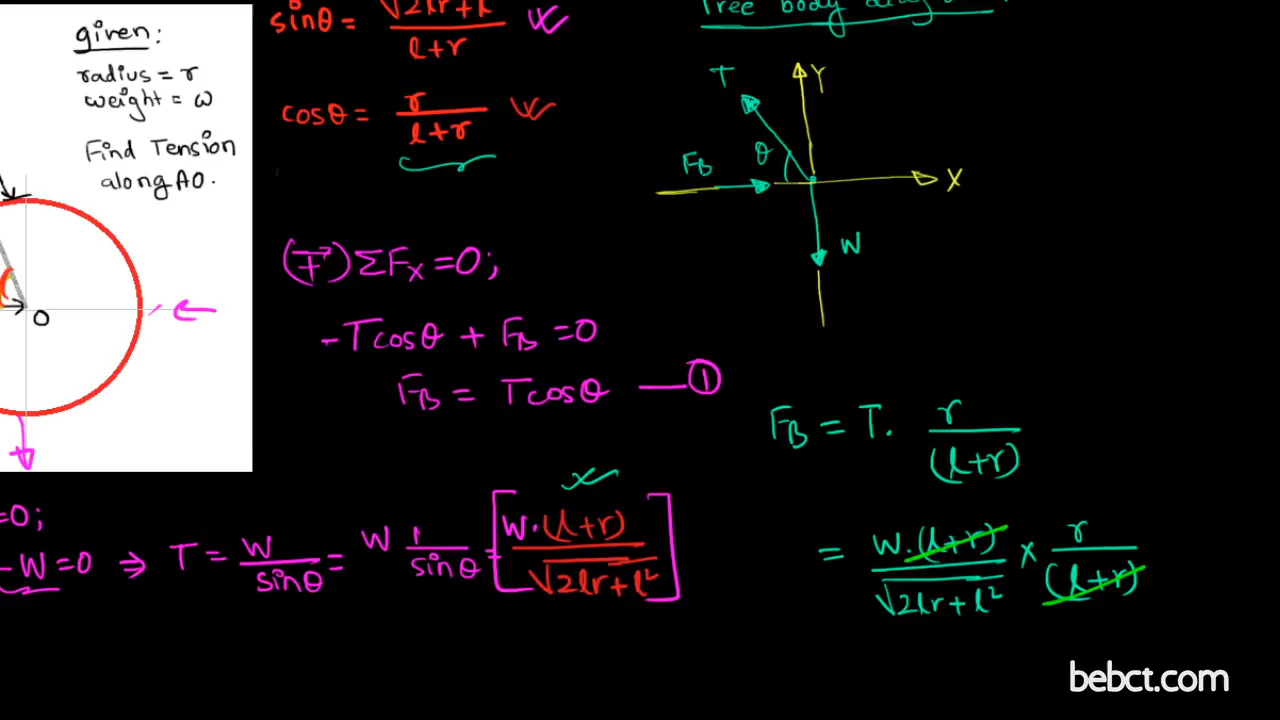 given:
radius = r
weight = ω
Find Tension
along AO.
O
sinθ = √2lr+l² / l+r
cosθ = r / l+r
(→+) ΣFx = 0;
-Tcosθ + FB = 0
FB = Tcosθ — ①
=0;
-W=0 ⇒ T = W / sinθ = W 1 / sinθ = [W·(l+r) / √2lr+l²]
Free body
T
Y
FB
θ
X
W
FB = T. r / (l+r)
= W·(l+r) / √2lr+l² × r / (l+r)
bebct.com